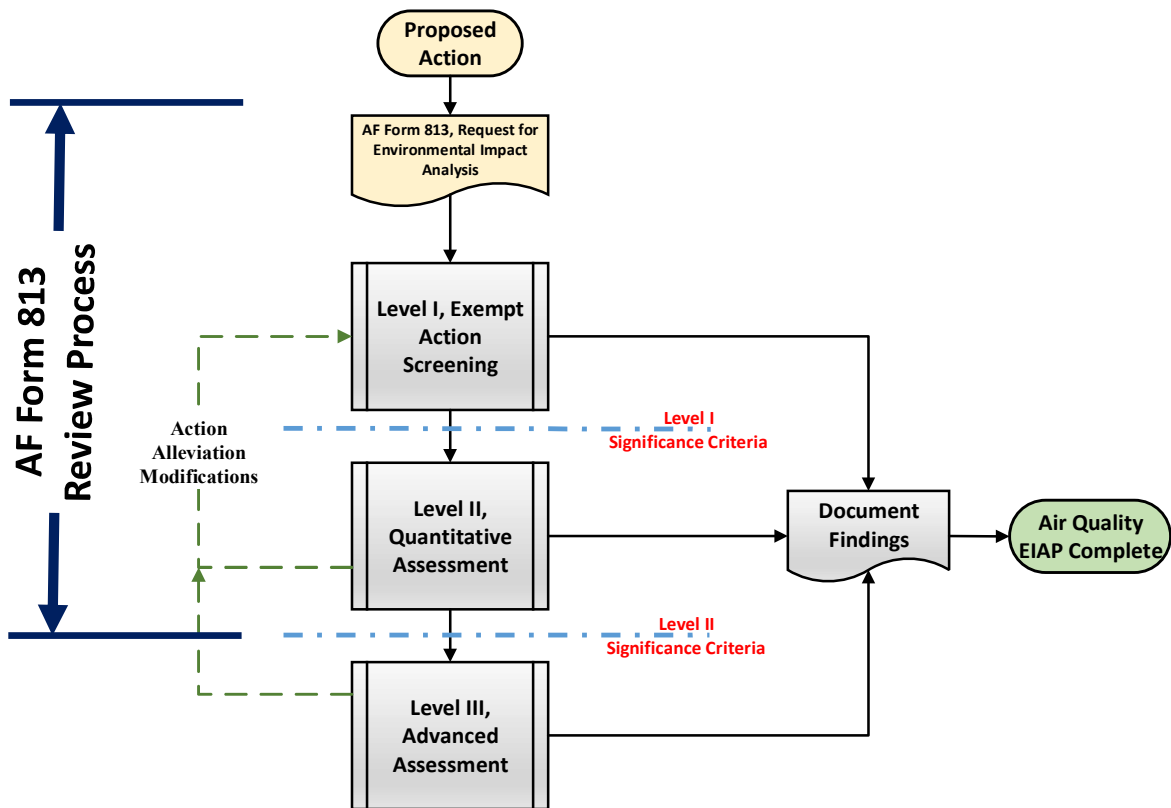 Proposed
Action
AF Form 813, Request for
Environmental Impact
Analysis
AF Form 813
Review Process
Level I, Exempt
Action
Screening
Level I
Significance Criteria
Action
Alleviation
Modifications
Level II,
Quantitative
Assessment
Document
Findings
Air Quality
EIAP Complete
Level II
Significance Criteria
Level III,
Advanced
Assessment